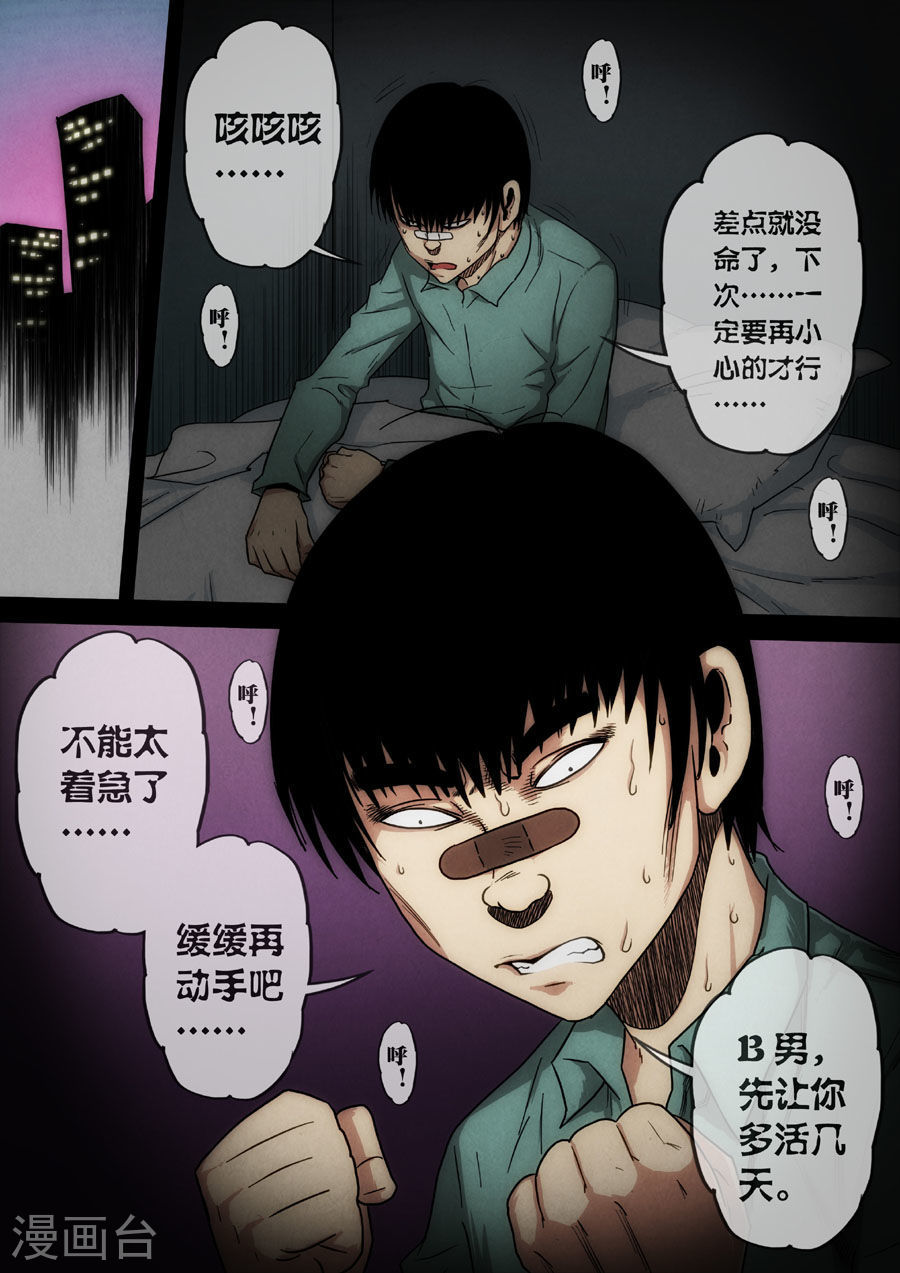 咳咳咳
……
呼！
差点就没
命了，下
次……一
定要再小
心的才行
……
呼！
呼！
呼！
不能太
着急了
……
呼！
缓缓再
动手吧
……
呼！
B男，
先让你
多活几
天。
漫画台